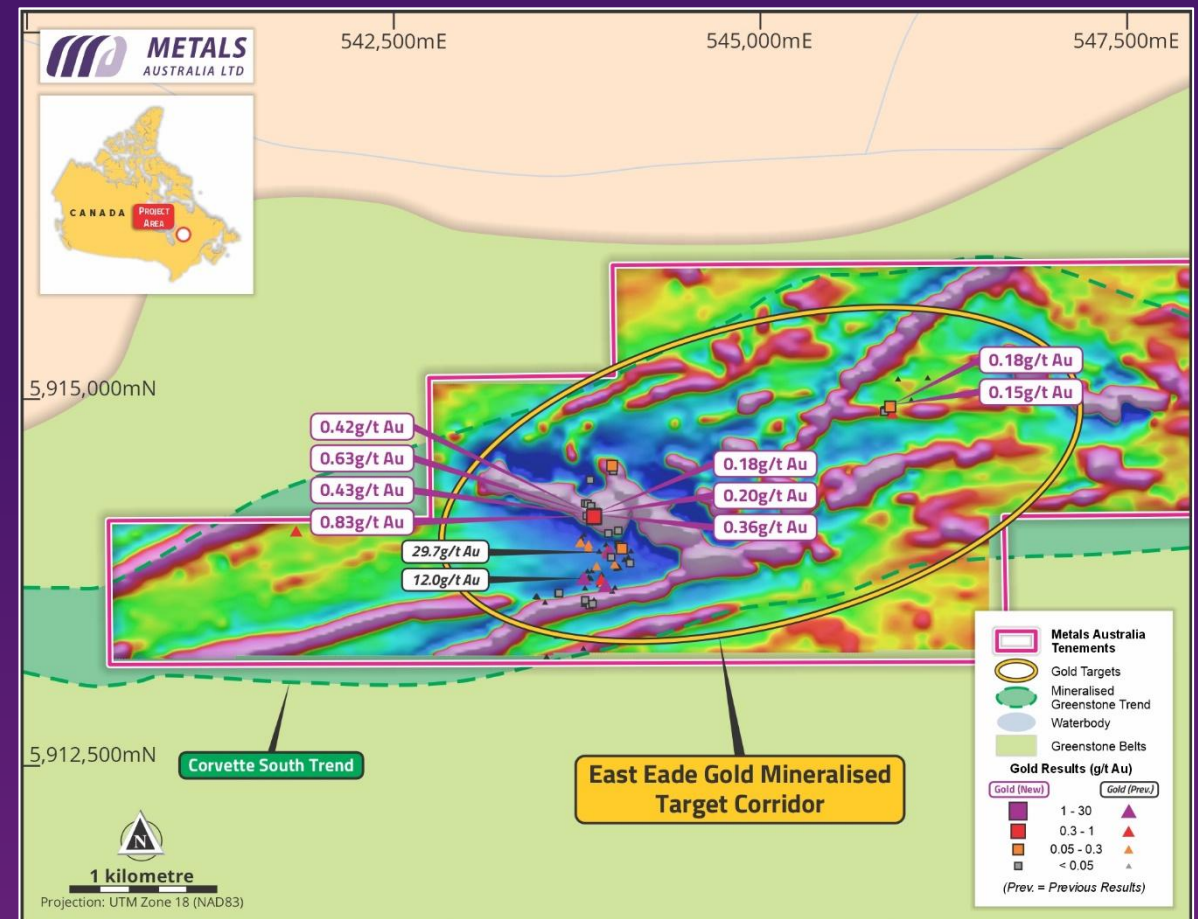 METALS
AUSTRALIA LTD
542,500mE
545,000mE
547,500mE
CANADA
PROJECT
AREA
5,915,000mN
0.18g/t Au
0.15g/t Au
0.42g/t Au
0.63g/t Au
0.43g/t Au
0.83g/t Au
0.18g/t Au
0.20g/t Au
0.36g/t Au
29.7g/t Au
12.0g/t Au
5,912,500mN
Corvette South Trend
East Eade Gold Mineralised
Target Corridor
N
1 kilometre
Projection: UTM Zone 18 (NAD83)
Metals Australia
Tenements
Gold Targets
Mineralised
Greenstone Trend
Waterbody
Greenstone Belts
Gold Results (g/t Au)
Gold (New)
Gold (Prev.)
1 - 30
0.3 - 1
0.05 - 0.3
< 0.05
(Prev. = Previous Results)